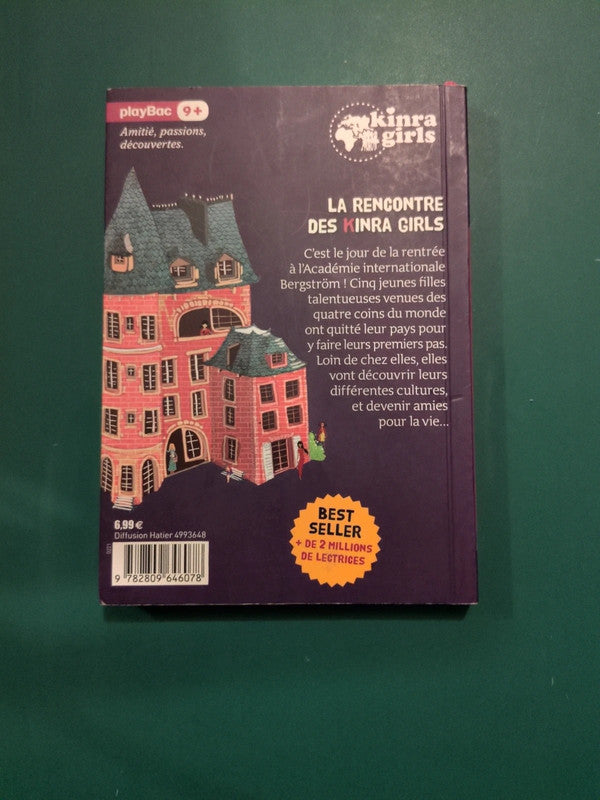 playBac 9+
Amitié, passions,
découvertes.
kinra
girls
LA RENCONTRE
DES KINRA GIRLS
C'est le jour de la rentrée
à l'Académie internationale
Bergström ! Cinq jeunes filles
talentueuses venues des
quatre coins du monde
ont quitté leur pays pour
y faire leurs premiers pas.
Loin de chez elles, elles
vont découvrir leurs
différentes cultures,
et devenir amies
pour la vie...
BEST
SELLER
+ DE 2 MILLIONS
DE LECTRICES
6,99 €
Diffusion Hatier 4993648
9 782809 646078